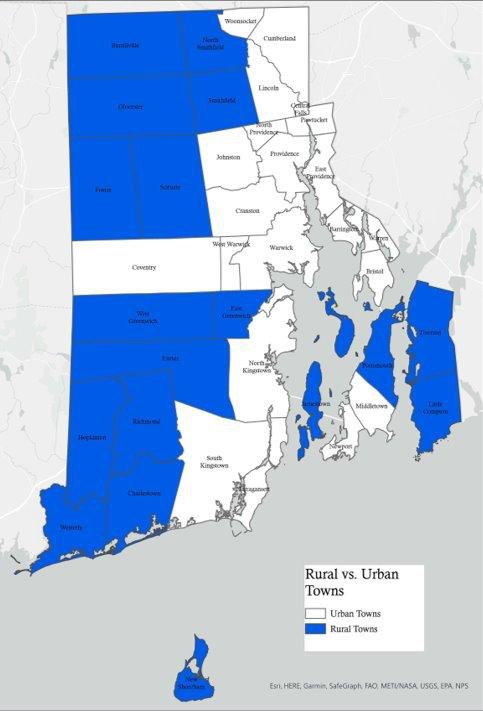 Woonsocket
Burrillville
North
Smithfield
Cumberland
Lincoln
Glocester
Smithfield
Central
Falls
Pawtucket
North
Providence
Johnston
Providence
East
Providence
Foster
Scituate
Cranston
Barrington
Warren
West Warwick
Warwick
Coventry
Bristol
West
Greenwich
East
Greenwich
Tiverton
Exeter
North
Kingstown
Portsmouth
Jamestown
Middletown
Little
Compton
Hopkinton
Richmond
Newport
South
Kingstown
Narragansett
Charlestown
Westerly
New
Shoreham
Rural vs. Urban
Towns
Urban Towns
Rural Towns
Esri, HERE, Garmin, SafeGraph, FAO, METI/NASA, USGS, EPA, NPS